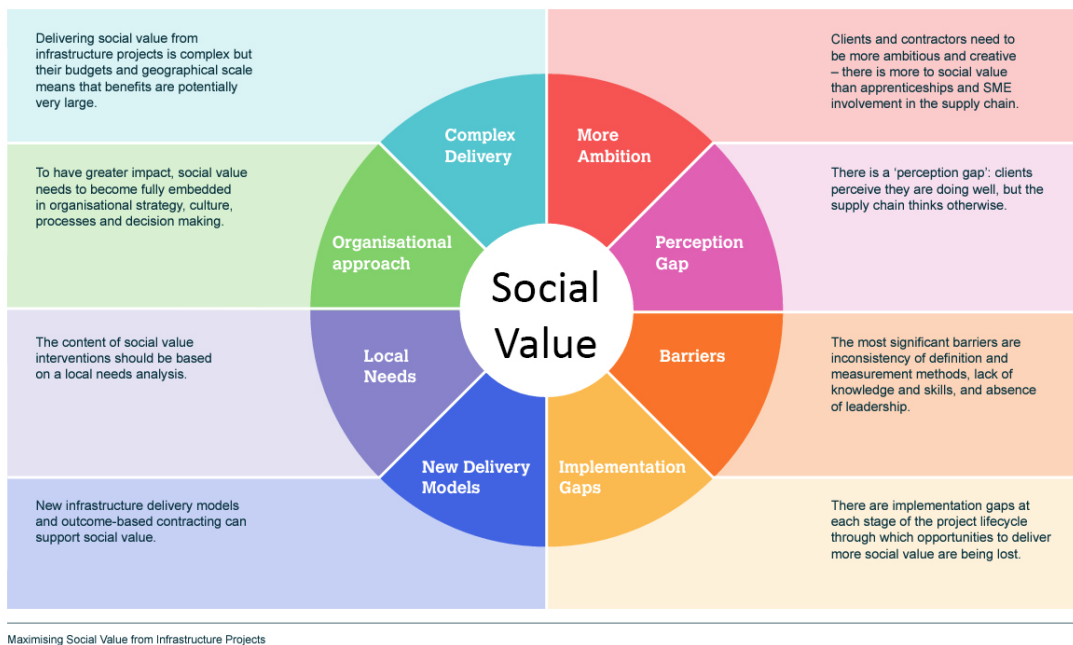 Delivering social value from
infrastructure projects is complex but
their budgets and geographical scale
means that benefits are potentially
very large.
Complex
Delivery
More
Ambition
Clients and contractors need to
be more ambitious and creative
– there is more to social value
than apprenticeships and SME
involvement in the supply chain.
To have greater impact, social value
needs to become fully embedded
in organisational strategy, culture,
processes and decision making.
Organisational
approach
Perception
Gap
There is a ‘perception gap’: clients
perceive they are doing well, but the
supply chain thinks otherwise.
Social
Value
The content of social value
interventions should be based
on a local needs analysis.
Local
Needs
Barriers
The most significant barriers are
inconsistency of definition and
measurement methods, lack of
knowledge and skills, and absence
of leadership.
New infrastructure delivery models
and outcome-based contracting can
support social value.
New Delivery
Models
Implementation
Gaps
There are implementation gaps at
each stage of the project lifecycle
through which opportunities to deliver
more social value are being lost.
Maximising Social Value from Infrastructure Projects